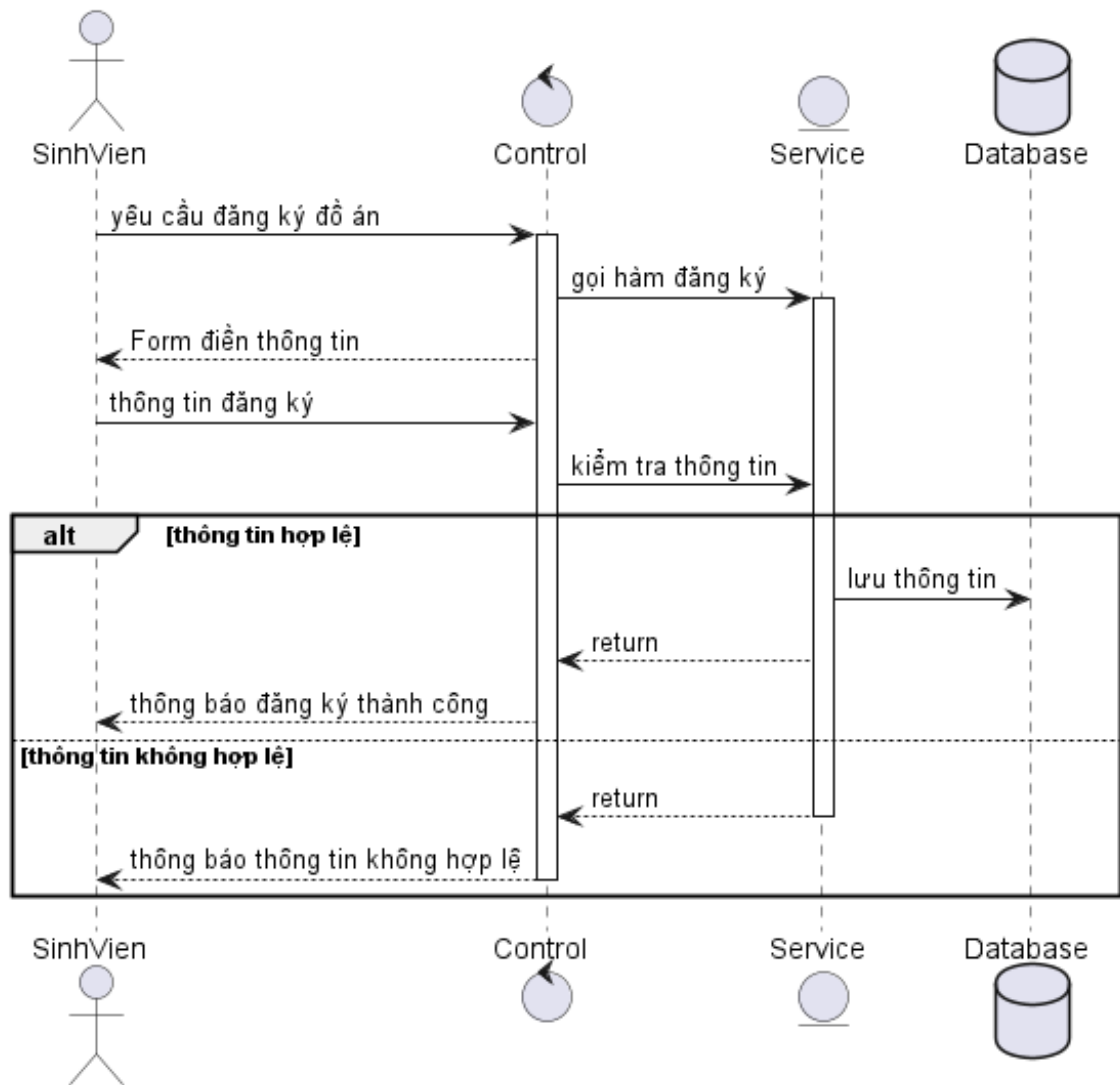 SinhVien
Control
Service
Database
yêu cầu đăng ký đồ án
gọi hàm đăng ký
Form điền thông tin
thông tin đăng ký
kiểm tra thông tin
alt
[thông tin hợp lệ]
lưu thông tin
return
thông báo đăng ký thành công
[thông tin không hợp lệ]
return
thông báo thông tin không hợp lệ
SinhVien
Control
Service
Database